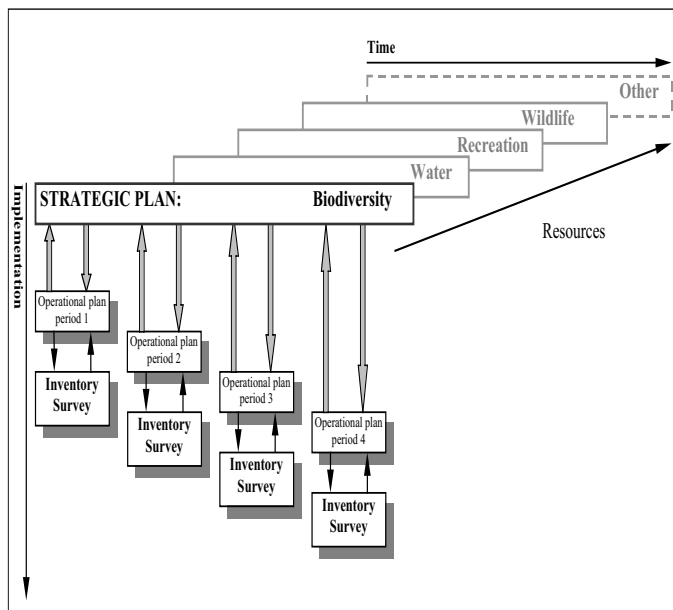 Time
Other
Wildlife
Recreation
Water
STRATEGIC PLAN: Biodiversity
Implementation
Resources
Operational plan
period 1
Inventory
Survey
Operational plan
period 2
Inventory
Survey
Operational plan
period 3
Inventory
Survey
Operational plan
period 4
Inventory
Survey